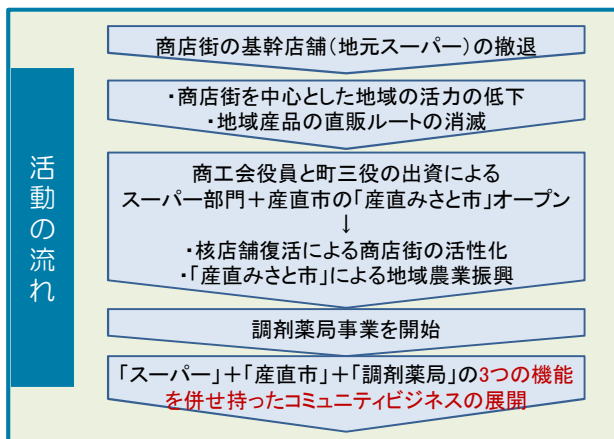 活動の流れ
商店街の基幹店舗(地元スーパー)の撤退
・商店街を中心とした地域の活力の低下
・地域産品の直販ルートの消滅
商工会役員と町三役の出資による
スーパー部門+産直市の「産直みさと市」オープン
↓
・核店舗復活による商店街の活性化
・「産直みさと市」による地域農業振興
調剤薬局事業を開始
「スーパー」+「産直市」+「調剤薬局」の3つの機能
を併せ持ったコミュニティビジネスの展開